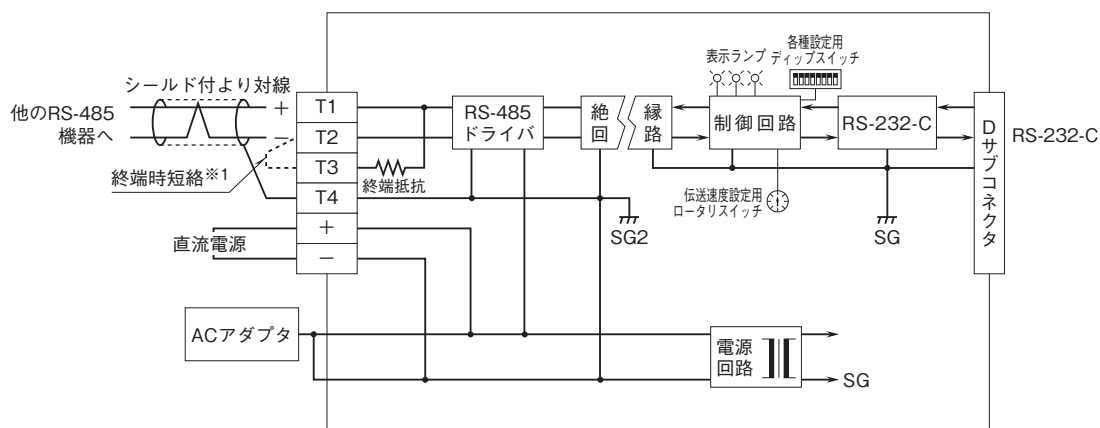 シールド付より対線
他のRS-485
機器へ
+
−
終端時短絡※1
T1
T2
T3
T4
+
−
直流電源
終端抵抗
RS-485
ドライバ
絶縁
回路
表示ランプ
各種設定用
ディップスイッチ
制御回路
伝送速度設定用
ロータリスイッチ
RS-232-C
Dサブコネクタ
RS-232-C
SG2
SG
ACアダプタ
電源
回路
SG